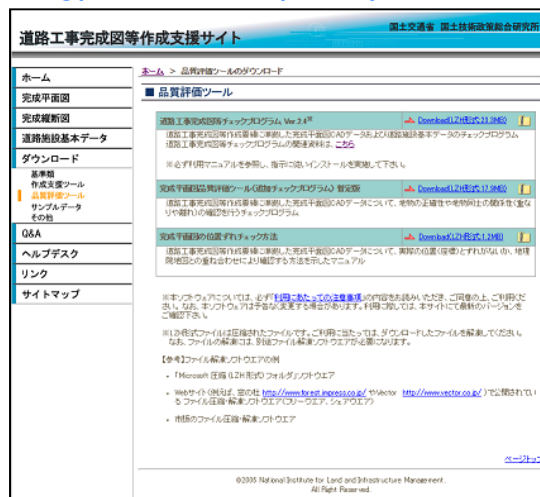 国土交通省 国土技術政策総合研究所
道路工事完成図等作成支援サイト
ホーム > 品質評価ツールのダウンロード
ホーム
完成平面図
完成縦断図
道路施設基本データ
ダウンロード
基準類
作成支援ツール
品質評価ツール
サンプルデータ
その他
Q&A
ヘルプデスク
リンク
サイトマップ
■ 品質評価ツール
道路工事完成図等チェックプログラム Ver.2.4 Download(LZH形式:23.3MB)
道路工事完成図等作成要領に準拠した完成平面図CADデータおよび道路施設基本データのチェックプログラム
道路工事完成図等チェックプログラムの関連資料は、こちら
※必ず利用マニュアルを参照し、指示に従いインストールを実施して下さい。
完成平面図品質評価ツール(追加チェックプログラム) 暫定版 Download(LZH形式:17.9MB)
道路工事完成図等作成要領に準拠した完成平面図CADデータについて、地物の正確性や地物同士の関係性(重な
りや離れ)の確認を行うチェックプログラム
完成平面図の位置ずれチェック方法 Download(LZH形式:1.2MB)
道路工事完成図等作成要領に準拠した完成平面図CADデータについて、実際の位置(座標)とずれがないか、地理
院地図との重ね合わせにより確認する方法を示したマニュアル
※本ソフトウェアについては、必ず「利用にあたっての注意事項」の内容をお読みいただき、ご同意の上、ご利用くだ
さい。なお、本ソフトウェアは予告なく変更する場合があります。利用に際しては、本サイトにて最新のバージョンを
ご確認下さい。
※LZH形式ファイルは圧縮されたファイルです。ご利用に当たっては、ダウンロードしたファイルを解凍してください。
なお、ファイルの解凍には、別途ファイル解凍ソフトウエアが必要になります。
【参考】ファイル解凍ソフトウエアの例
・「Microsoft 圧縮 (LZH 形式) フォルダ」ソフトウエア
・Webサイト(例えば、窓の杜 http://www.forest.impress.co.jp/ やVector http://www.vector.co.jp/ )で公開されてい
るファイル圧縮・解凍ソフトウエア(フリーウエア、シェアウエア)
・市販のファイル圧縮・解凍ソフトウエア
ページトップ
©2005 National Institute for Land and Infrastructure Management.
All Right Reserved.